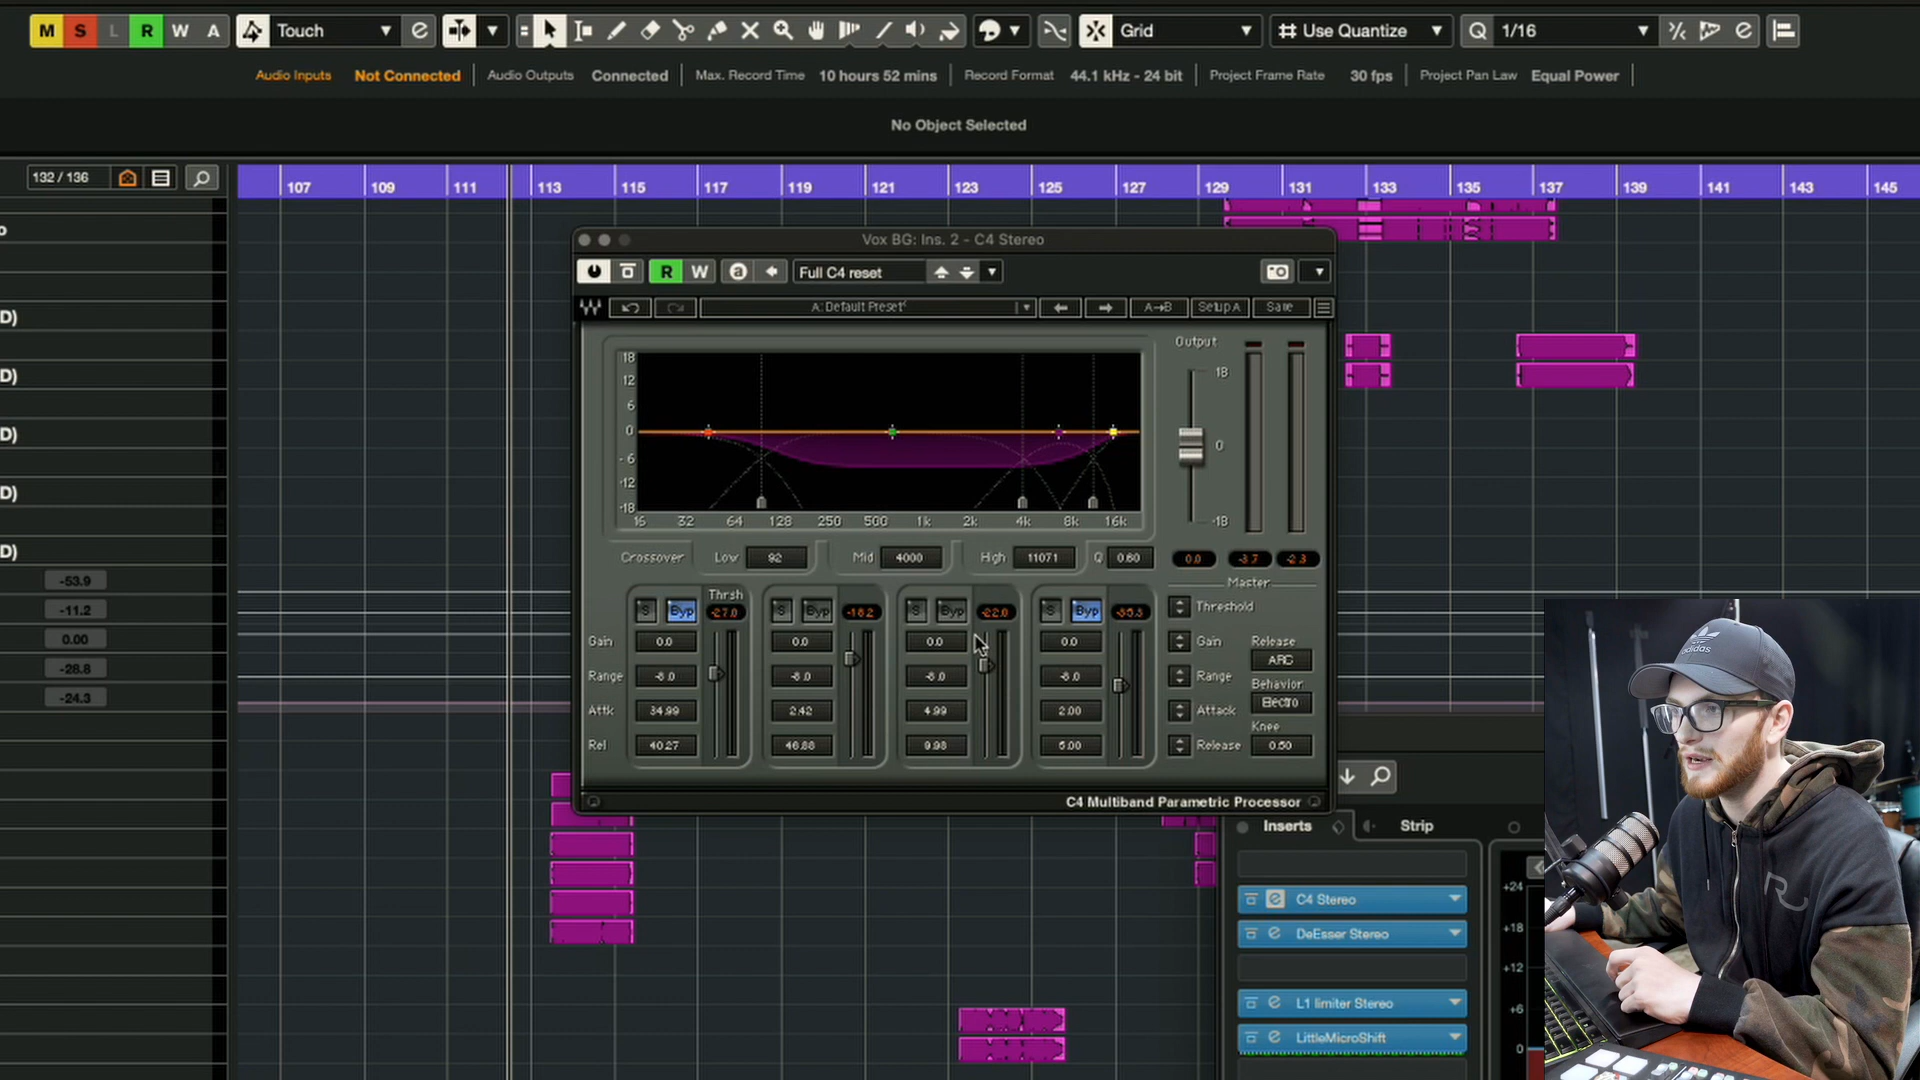 M S L R W A Touch e Grid Use Quantize Q 1/16 e
Audio Inputs Not Connected Audio Outputs Connected Max. Record Time 10 hours 52 mins Record Format 44.1 kHz - 24 bit Project Frame Rate 30 fps Project Pan Law Equal Power
No Object Selected
132 / 136
107 109 111 113 115 117 119 121 123 125 127 129 131 133 135 137 139 141 143 145
o
D)
D)
D)
D)
D)
-53.9
-11.2
0.00
-28.8
-24.3
Vox BG: Ins. 2 - C4 Stereo
R W a Full C4 reset
A: Default Preset* A→B Setup A Save
18
12
6
0
-6
-12
-18
16 32 64 128 250 500 1k 2k 4k 8k 16k
Output
18
0
-18
Crossover Low 92 Mid 4000 High 11071 Q 0.60 0.0 -3.7 -2.3
Master
Thrsh
S Byp -27.0 S Byp -18.2 S Byp -22.0 S Byp Threshold
Gain 0.0 0.0 0.0 0.0 Gain
Range -8.0 -8.0 -8.0 -8.0 Range
Attk 34.99 2.42 4.99 2.00 Attack
Rel 40.27 46.88 9.98 5.00 Release
Release
ARC
Behavior
Electro
Knee
0.50
C4 Multiband Parametric Processor
Inserts Strip
C4 Stereo
DeEsser Stereo
L1 limiter Stereo
LittleMicroShift
+24
+18
+12
+6
0
adidas